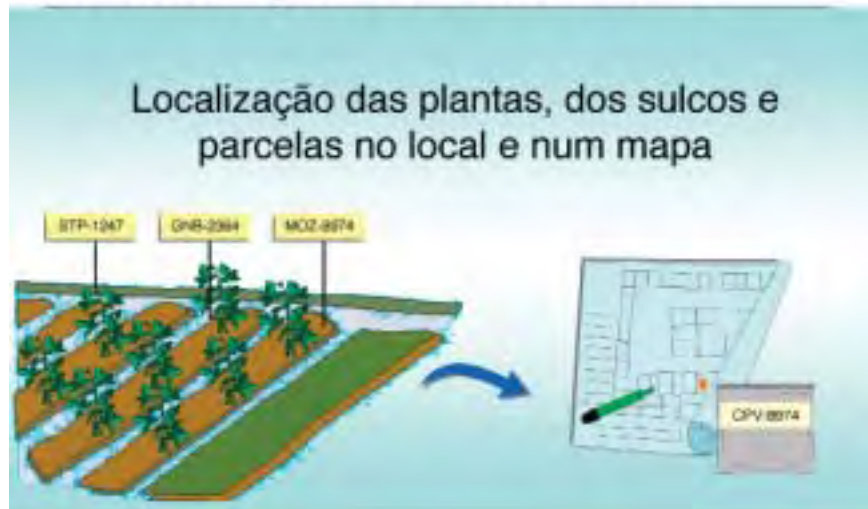 Localização das plantas, dos sulcos e
parcelas no local e num mapa
STP-1247
GNB-2364
MOZ-8974
CPV-8974